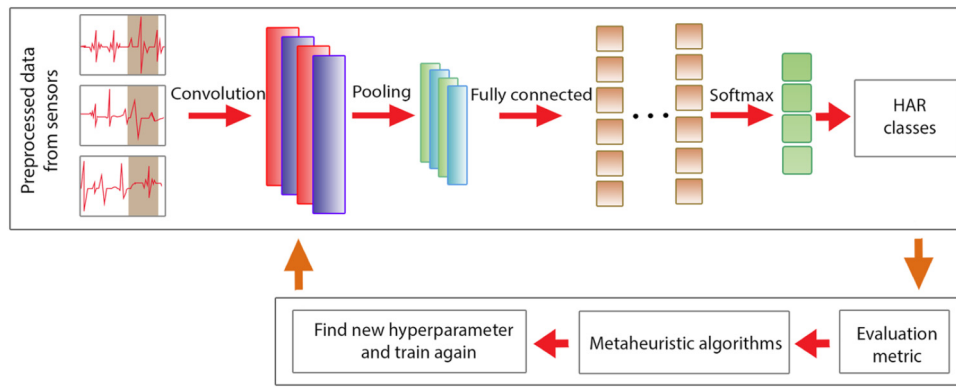 Preprocessed data
from sensors
Convolution
Pooling
Fully connected
Softmax
HAR
classes
Find new hyperparameter
and train again
Metaheuristic algorithms
Evaluation
metric